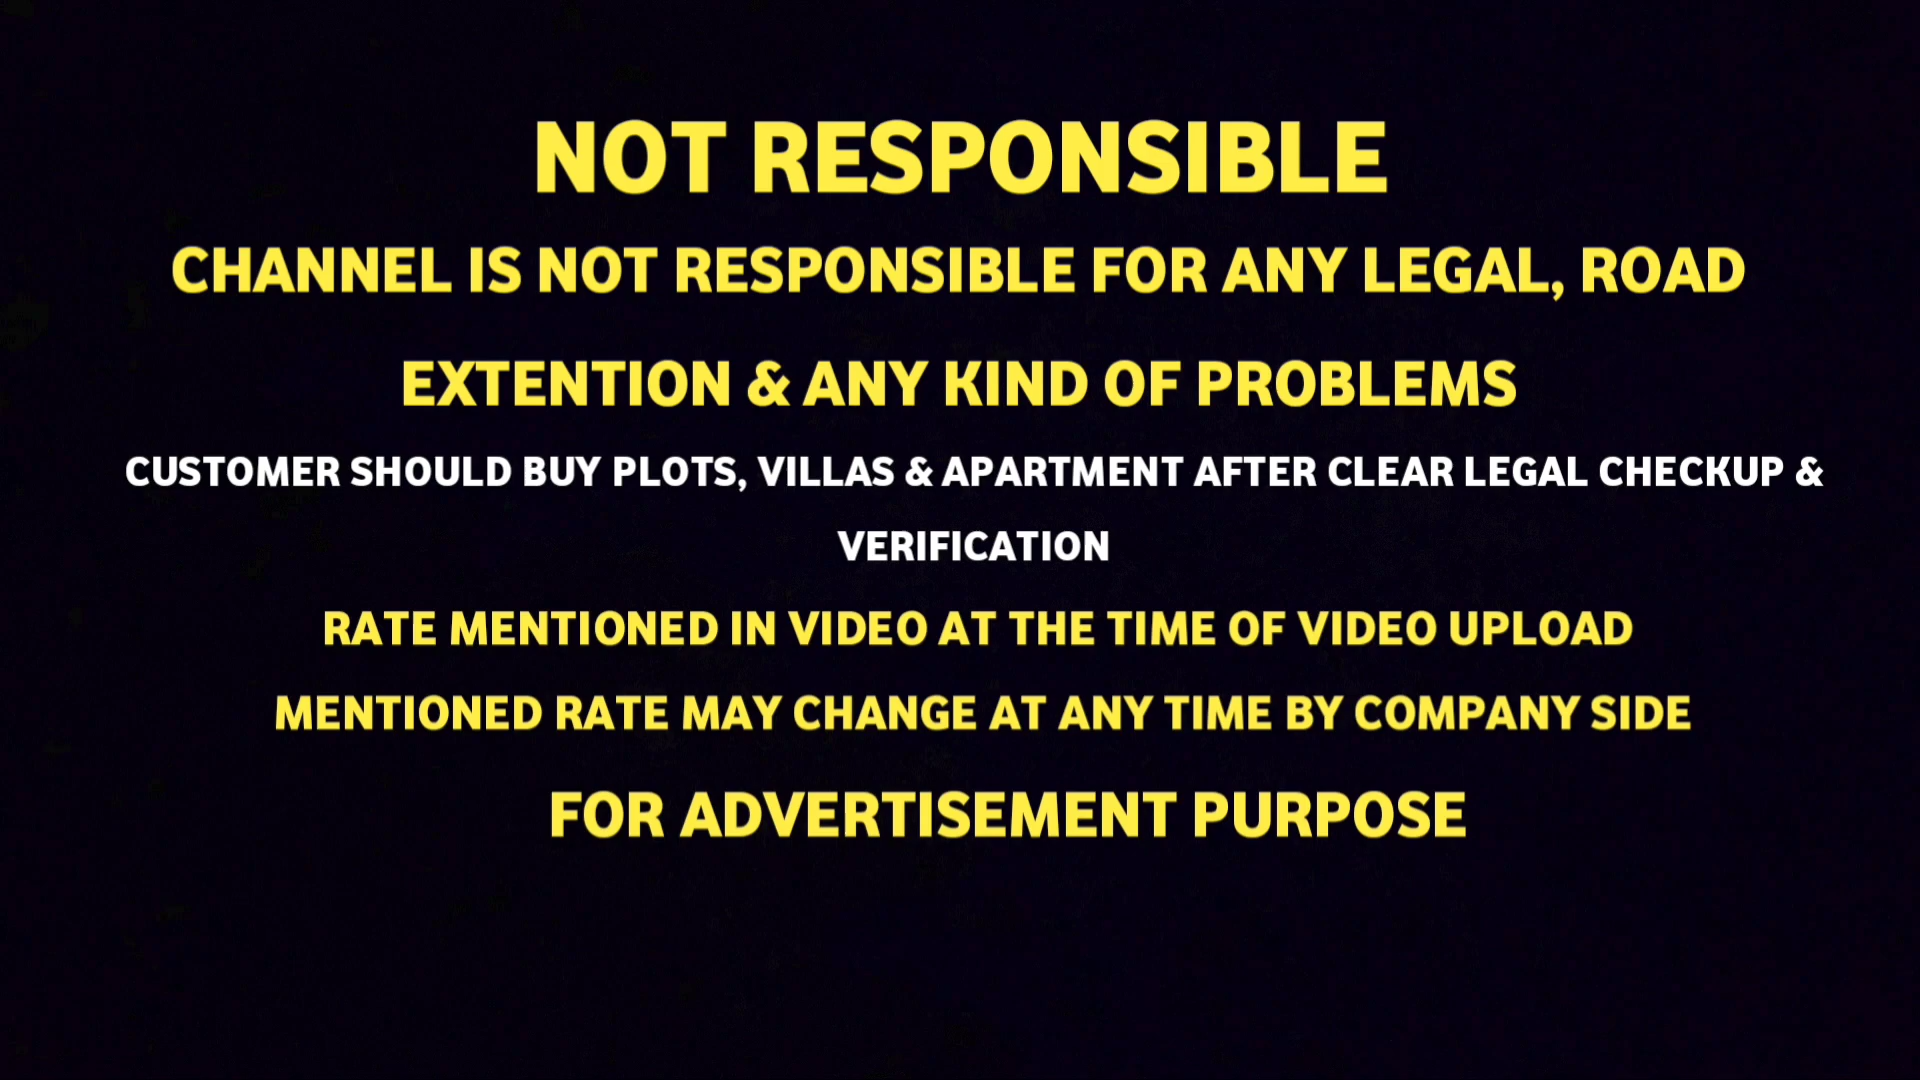 NOT RESPONSIBLE
CHANNEL IS NOT RESPONSIBLE FOR ANY LEGAL, ROAD
EXTENTION & ANY KIND OF PROBLEMS
CUSTOMER SHOULD BUY PLOTS, VILLAS & APARTMENT AFTER CLEAR LEGAL CHECKUP &
VERIFICATION
RATE MENTIONED IN VIDEO AT THE TIME OF VIDEO UPLOAD
MENTIONED RATE MAY CHANGE AT ANY TIME BY COMPANY SIDE
FOR ADVERTISEMENT PURPOSE